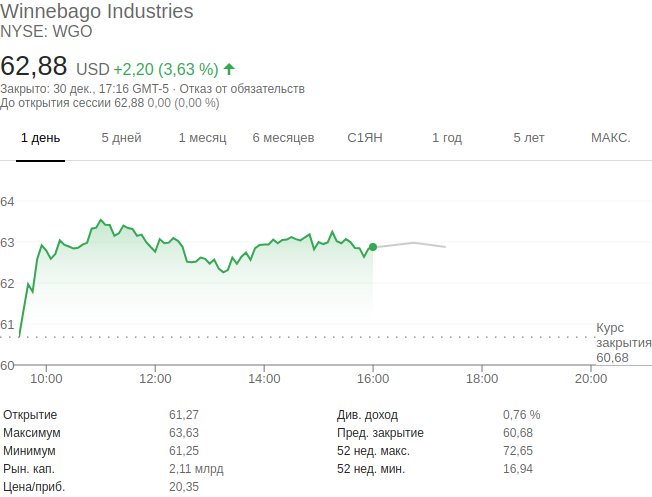 Winnebago Industries
NYSE: WGO
62,88 USD +2,20 (3,63 %)
Закрыто: 30 дек., 17:16 GMT-5 · Отказ от обязательств
До открытия сессии 62,88 0,00 (0,00 %)
1 день 5 дней 1 месяц 6 месяцев С1ЯН 1 год 5 лет МАКС.
64
63
62
61
60
Курс
закрытия
60,68
10:00 12:00 14:00 16:00 18:00 20:00
Открытие 61,27 Див. доход 0,76 %
Максимум 63,63 Пред. закрытие 60,68
Минимум 61,25 52 нед. макс. 72,65
Рын. кап. 2,11 млрд 52 нед. мин. 16,94
Цена/приб. 20,35